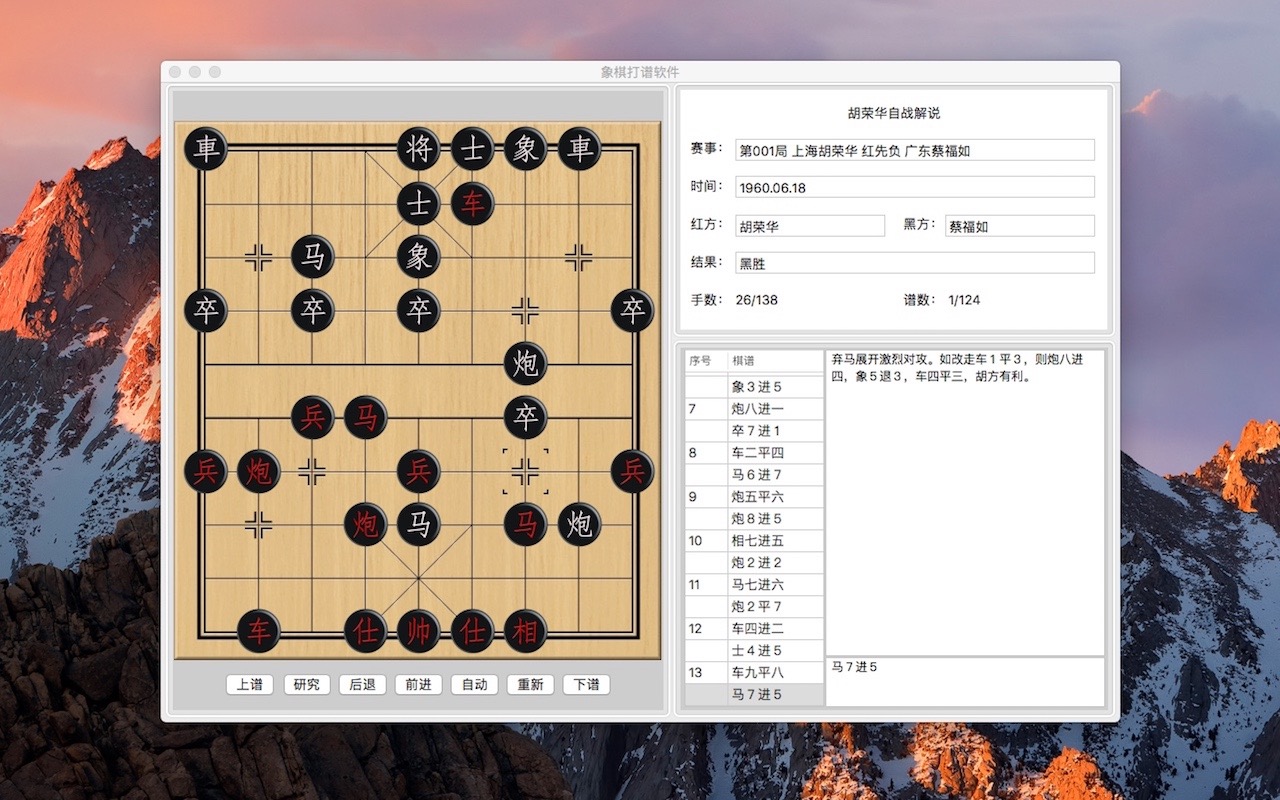 象棋打谱软件
車 将 士 象 車
士 车
马 象
卒 卒 卒 卒
炮
兵 马 卒
兵 炮 兵 兵
炮 马 马 炮
车 仕 帅 仕 相
上谱 研究 后退 前进 自动 重新 下谱
胡荣华自战解说
赛事: 第001局 上海胡荣华 红先负 广东蔡福如
时间: 1960.06.18
红方: 胡荣华 黑方: 蔡福如
结果: 黑胜
手数: 26/138 谱数: 1/124
序号 棋谱
象３进５
7 炮八进一
卒７进１
8 车二平四
马６进７
9 炮五平六
炮８进５
10 相七进五
炮２进２
11 马七进六
炮２平７
12 车四进二
士４进５
13 车九平八
马７进５
弃马展开激烈对攻。如改走车１平３，则炮八进
四，象５退３，车四平三，胡方有利。
马７进５